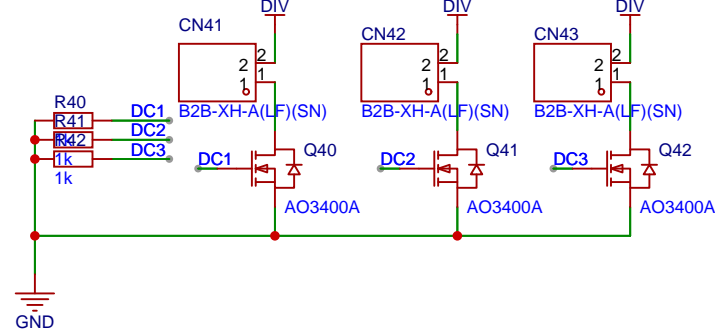 DIV
DIV
DIV
CN41
CN42
CN43
2
2
1
1
2
2
1
1
2
2
1
1
B2B-XH-A(LF)(SN)
B2B-XH-A(LF)(SN)
B2B-XH-A(LF)(SN)
R40
DC1
R41
1k
DC2
R42
1k
DC3
1k
DC1
Q40
DC2
Q41
DC3
Q42
AO3400A
AO3400A
AO3400A
GND